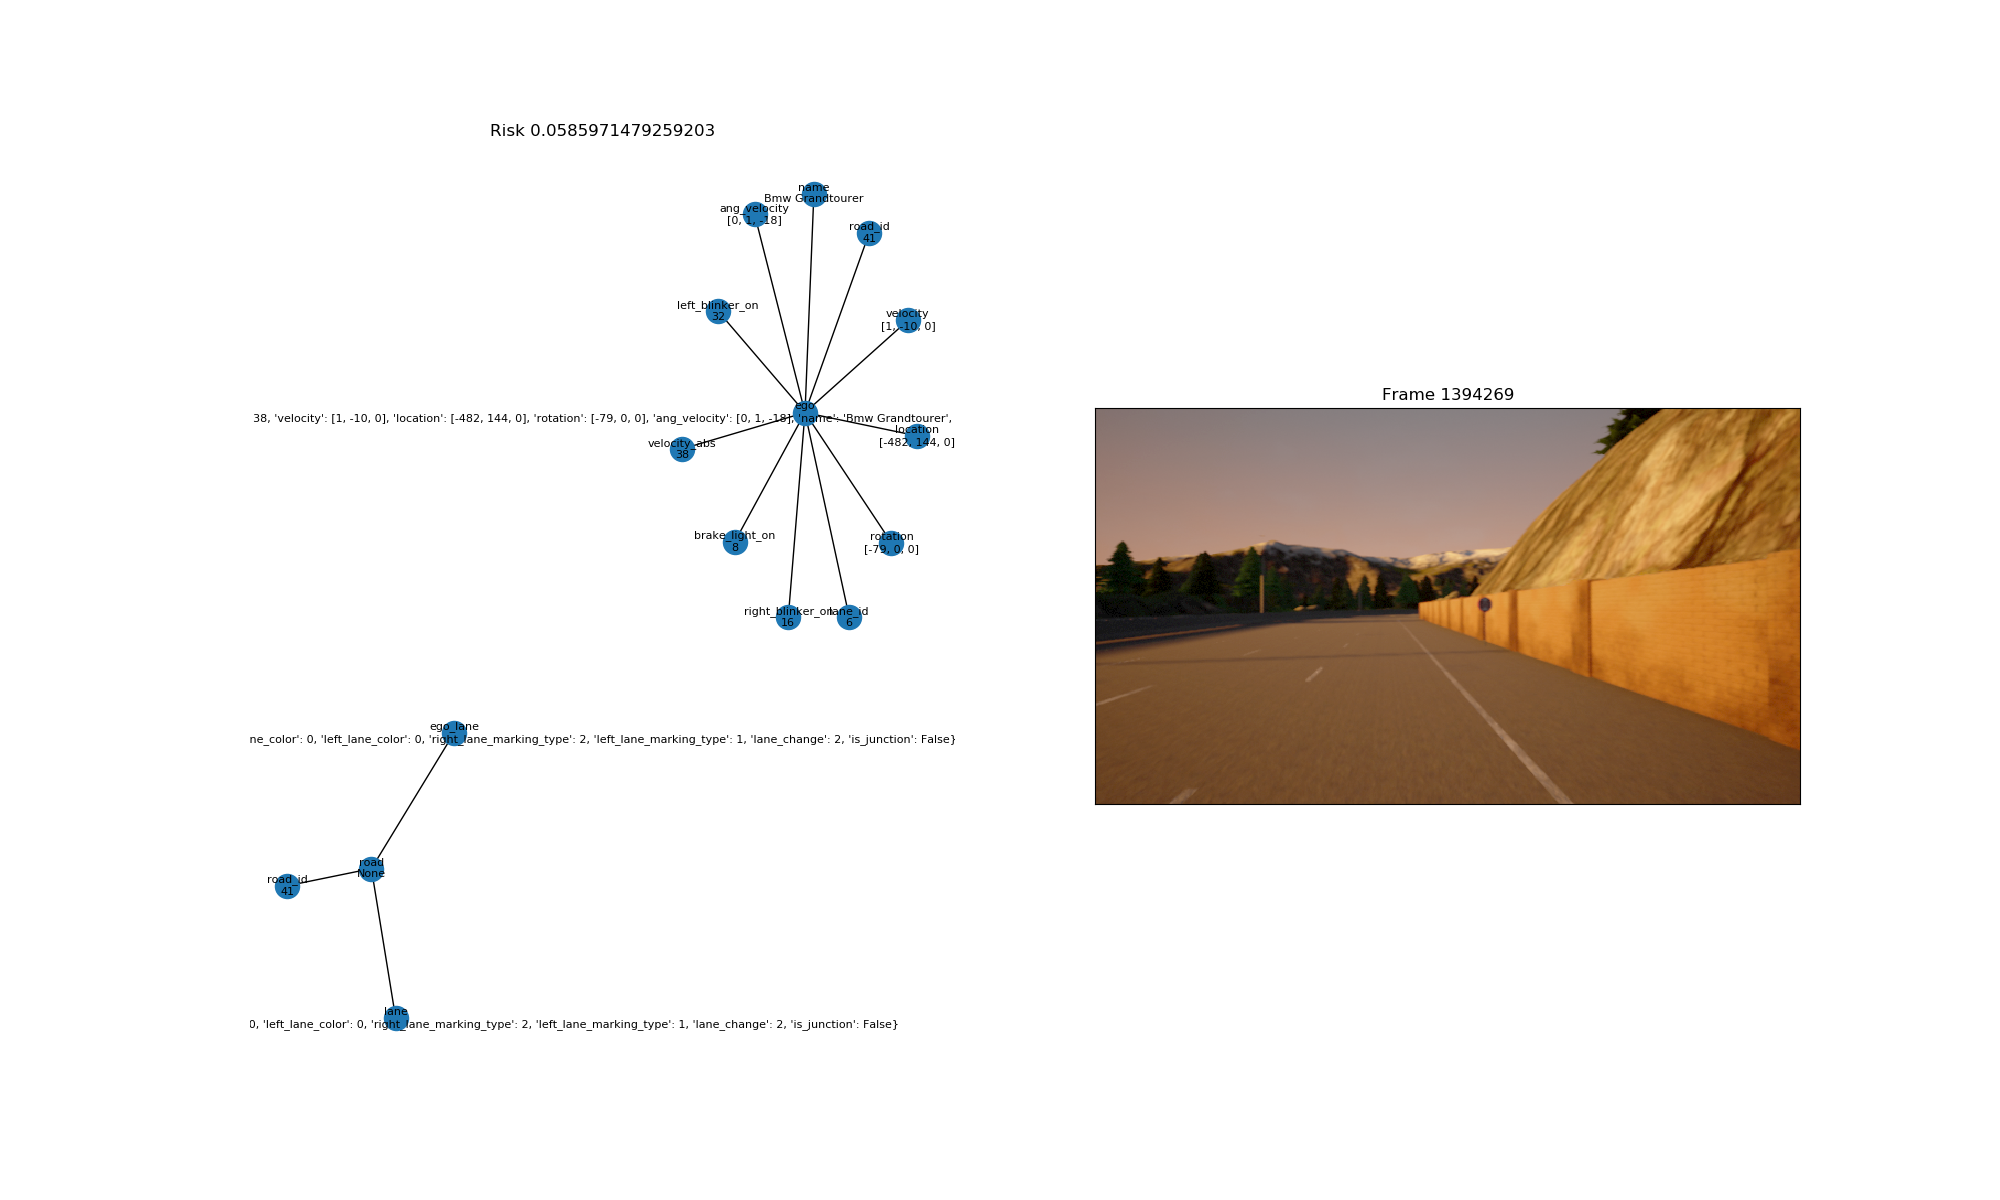 Risk 0.0585971479259203
name
Bmw Grandtourer
ang_velocity
[0, 1, -18]
road_id
41
left_blinker_on
32
velocity
[1, -10, 0]
ego
38, 'velocity': [1, -10, 0], 'location': [-482, 144, 0], 'rotation': [-79, 0, 0], 'ang_velocity': [0, 1, -18], 'name': 'Bmw Grandtourer',
location
[-482, 144, 0]
velocity_abs
38
brake_light_on
8
rotation
[-79, 0, 0]
right_blinker_on
16
lane_id
6
ego_lane
ne_color': 0, 'left_lane_color': 0, 'right_lane_marking_type': 2, 'left_lane_marking_type': 1, 'lane_change': 2, 'is_junction': False}
road
None
road_id
41
lane
0, 'left_lane_color': 0, 'right_lane_marking_type': 2, 'left_lane_marking_type': 1, 'lane_change': 2, 'is_junction': False}
Frame 1394269